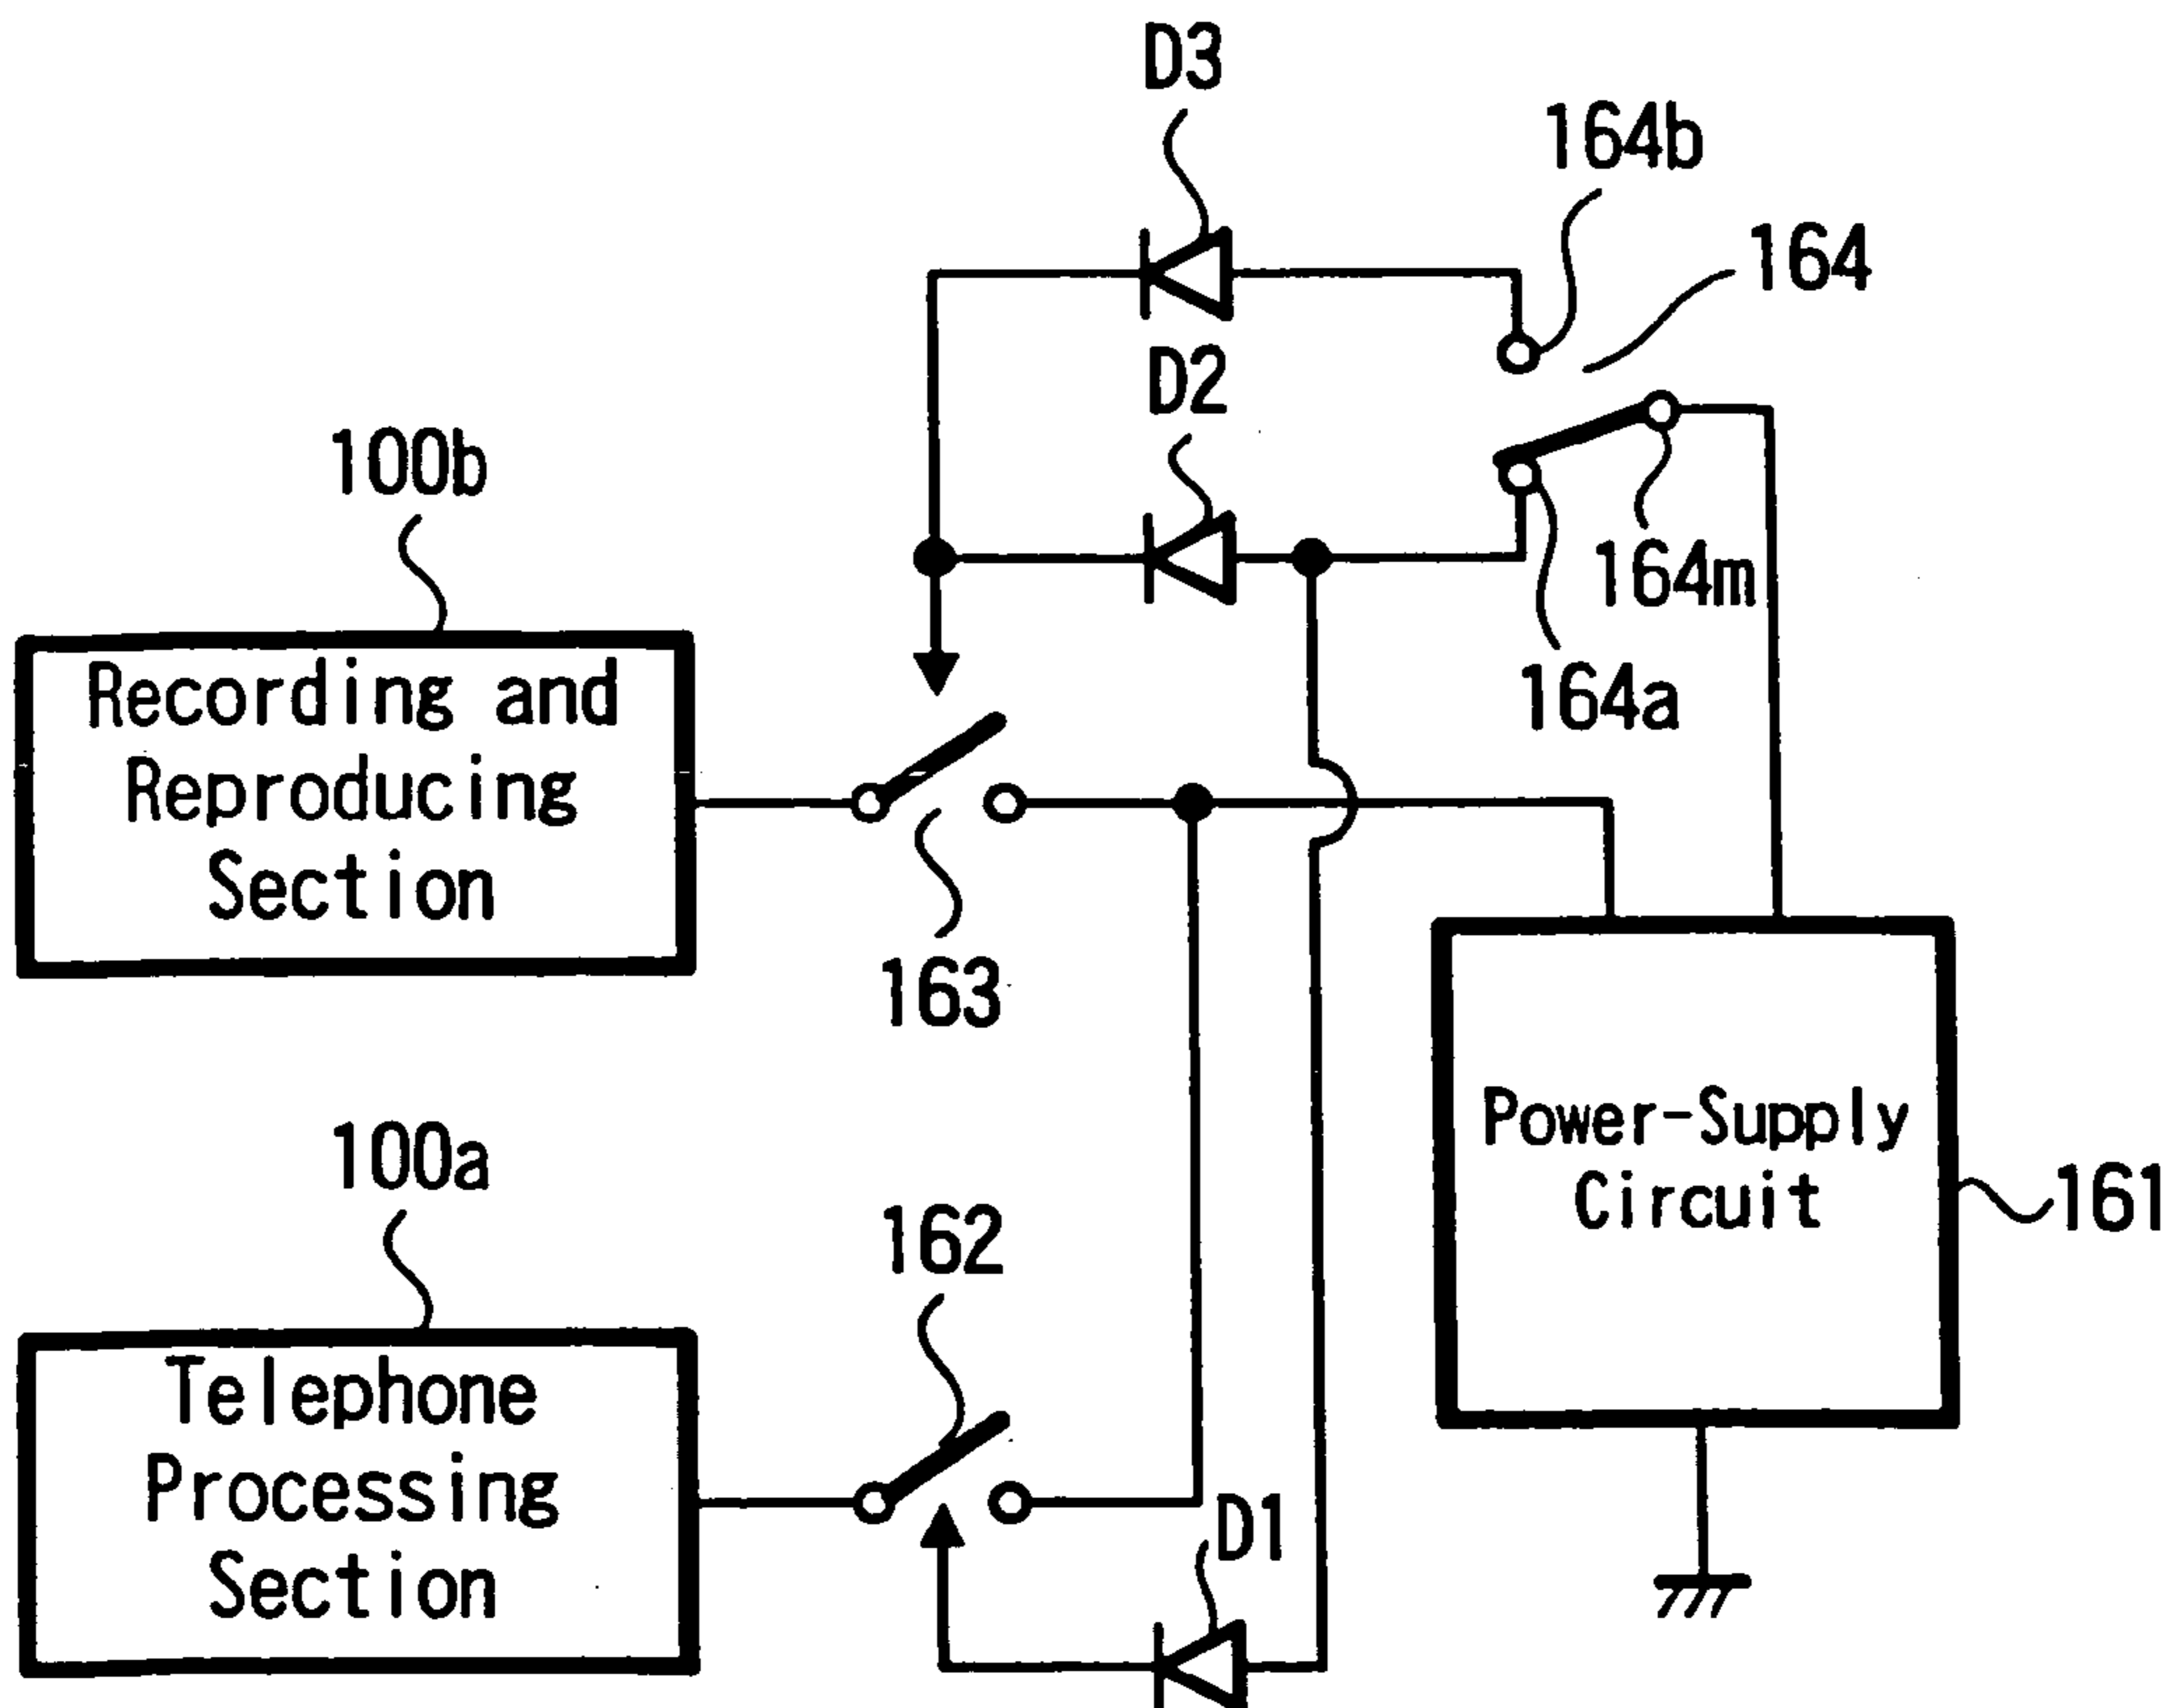 D3
164b
164
D2
100b
164m
164a
Recording and
Reproducing
Section
163
Power-Supply
Circuit
161
100a
162
Telephone
Processing
Section
D1